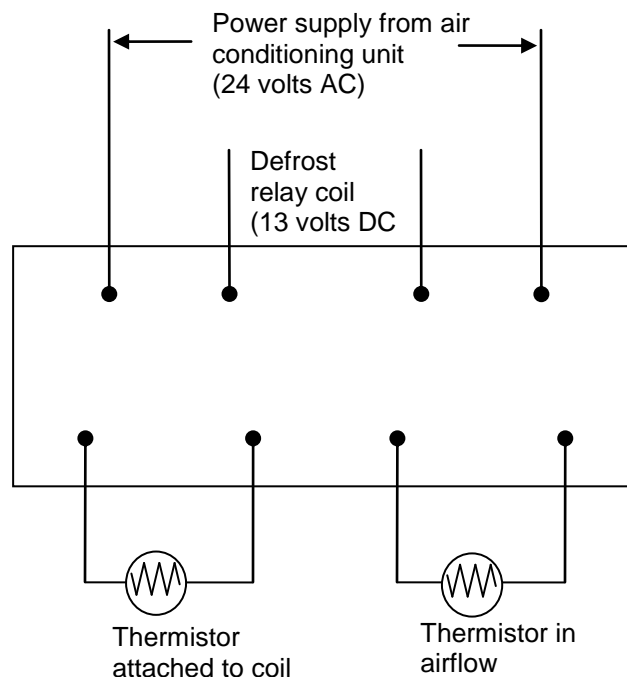 Power supply from air
conditioning unit
(24 volts AC)
Defrost
relay coil
(13 volts DC
Thermistor
attached to coil
Thermistor in
airflow